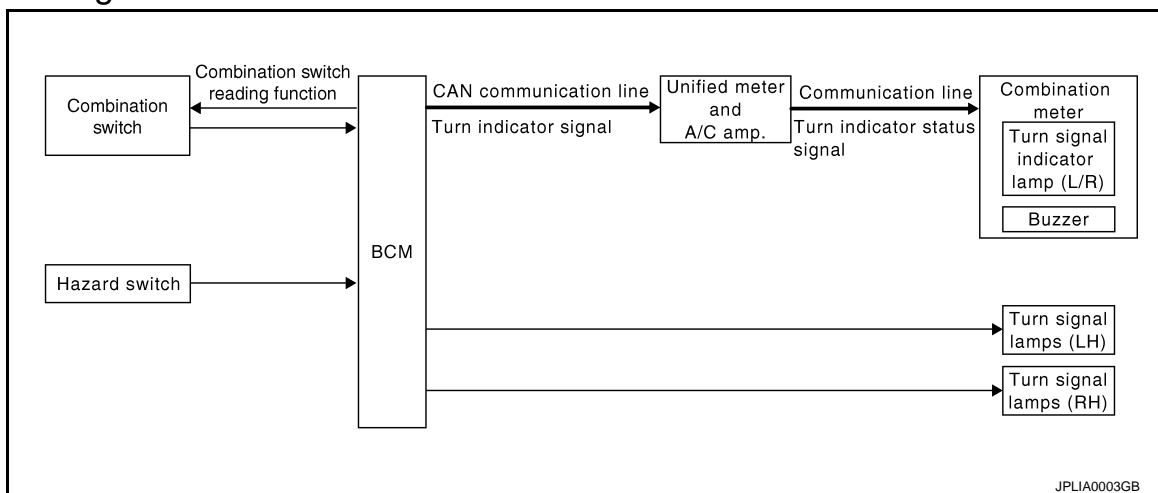 Combination
switch
Combination switch
reading function
BCM
CAN communication line
Turn indicator signal
Unified meter
and
A/C amp.
Communication line
Turn indicator status
signal
Combination
meter
Turn signal
indicator
lamp (L/R)
Buzzer
Hazard switch
Turn signal
lamps (LH)
Turn signal
lamps (RH)
JPLIA0003GB